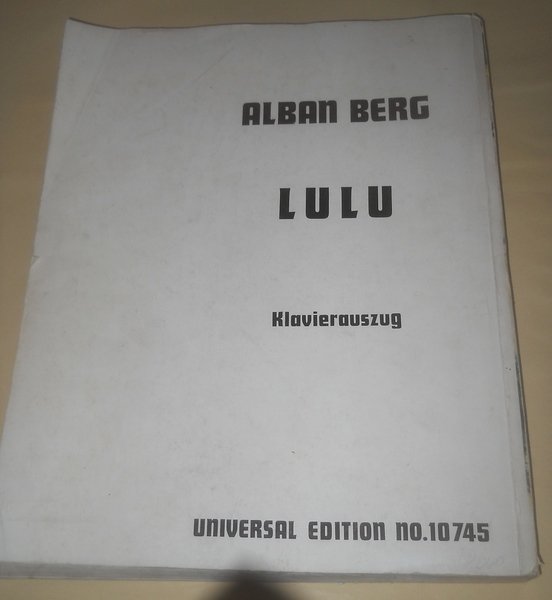 ALBAN BERG
LULU
Klavierauszug
UNIVERSAL EDITION NO.10745